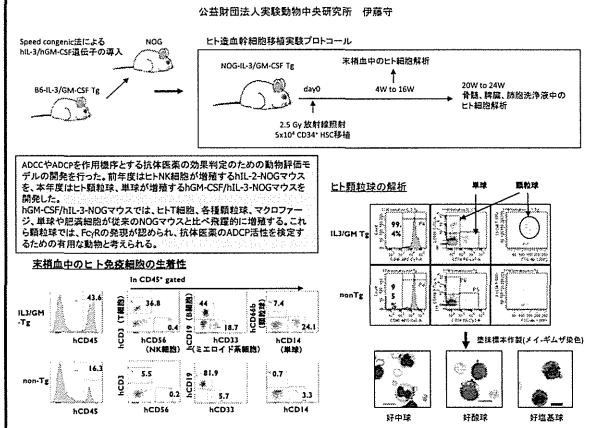 公益財団法人実験動物中央研究所 伊藤守
Speed congenic法による
hIL-3/hGM-CSF遺伝子の導入
NOG
B6-IL-3/GM-CSF Tg
ヒト造血幹細胞移植実験プロトコール
NOG-IL-3/GM-CSF Tg
day0
末梢血中のヒト細胞解析
4W to 16W
20W to 24W
骨髄、脾臓、肺胞洗浄液中の
ヒト細胞解析
2.5 Gy 放射線照射
5x10⁴ CD34⁺ HSC移植
ADCCやADCPを作用機序とする抗体医薬の効果判定のための動物評価モ
デルの開発を行った。前年度はヒトNK細胞が増殖するhIL-2-NOGマウス
を、本年度はヒト顆粒球、単球が増殖するhGM-CSF/hIL-3-NOGマウスを
開発した。
hGM-CSF/hIL-3-NOGマウスでは、ヒトT細胞、各種顆粒球、マクロファー
ジ、単球や肥満細胞が従来のNOGマウスと比べ飛躍的に増殖する。これ
ら顆粒球では、FcγRの発現が認められ、抗体医薬のADCP活性を検定す
るための有用な動物と考えられる。
末梢血中のヒト免疫細胞の生着性
In CD45⁺ gated
IL3/GM
-Tg
43.6
hCD45
hCD3 (T細胞)
36.8
0.4
hCD56
(NK細胞)
hCD19 (B細胞)
44
18.7
hCD33
(ミエロイド系細胞)
hCD66b
(顆粒球)
7.4
24.1
hCD14
(単球)
non-Tg
16.3
hCD45
hCD3
5.5
0.2
hCD56
hCD19
81.9
5.7
hCD33
0.7
3.3
hCD14
ヒト顆粒球の解析
単球
顆粒球
IL3/GM Tg
99.
4%
nonTg
塗抹標本作製(メイ-ギムザ染色)
好中球
好酸球
好塩基球